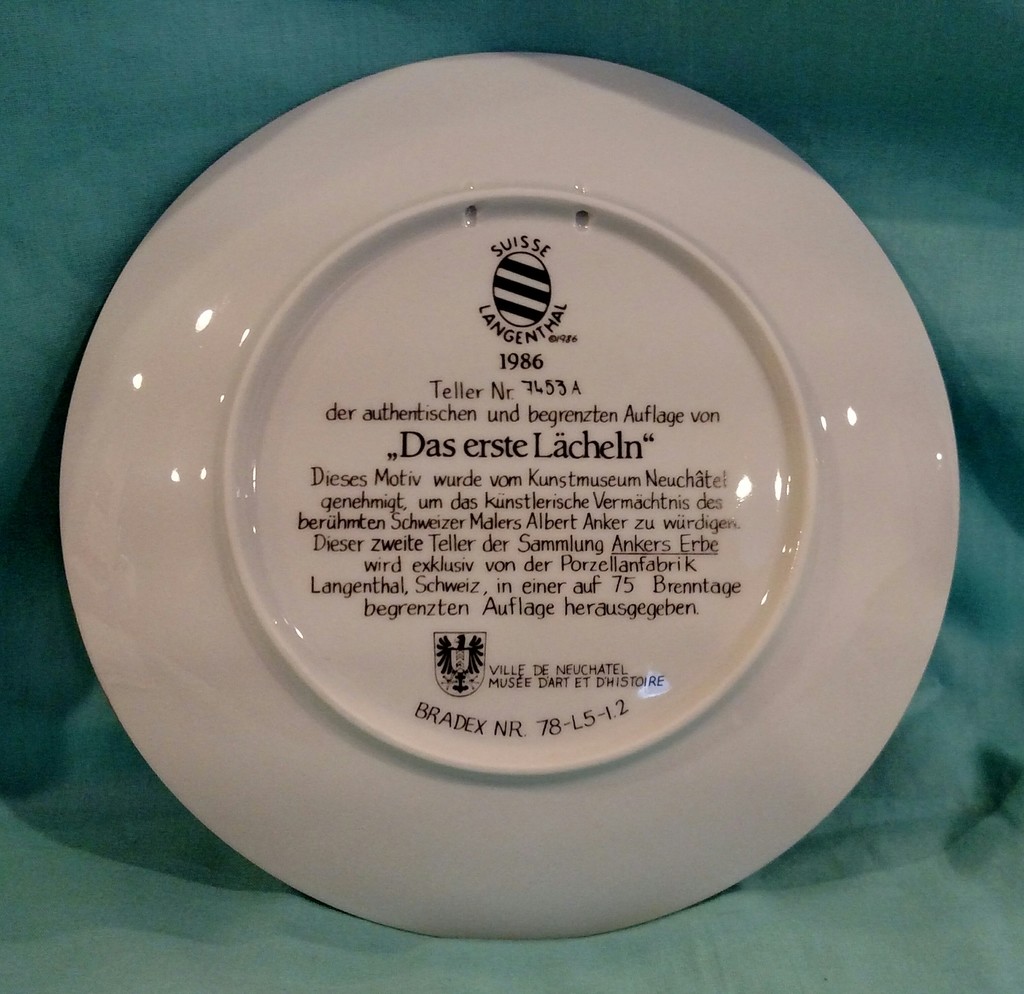 SUISSE
LANGENTHAL
©1986
1986
Teller Nr. 7453 A
der authentischen und begrenzten Auflage von
„Das erste Lächeln“
Dieses Motiv wurde vom Kunstmuseum Neuchâtel
genehmigt, um das künstlerische Vermächtnis des
berühmten Schweizer Malers Albert Anker zu würdigen.
Dieser zweite Teller der Sammlung Ankers Erbe
wird exklusiv von der Porzellanfabrik
Langenthal, Schweiz, in einer auf 75 Brenntage
begrenzten Auflage herausgegeben.
VILLE DE NEUCHATEL
MUSÉE D'ART ET D'HISTOIRE
BRADEX NR. 78-L5-1.2